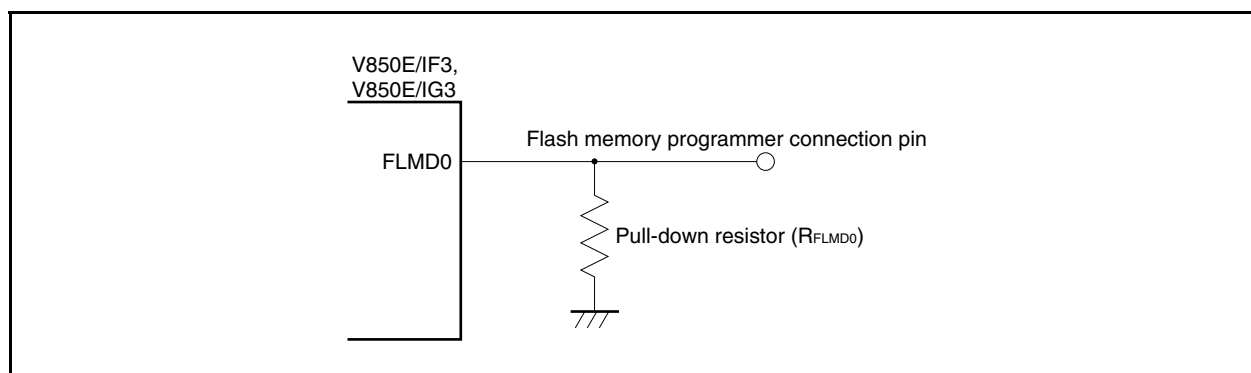 V850E/IF3,
V850E/IG3
Flash memory programmer connection pin
FLMD0
Pull-down resistor (RFLMD0)